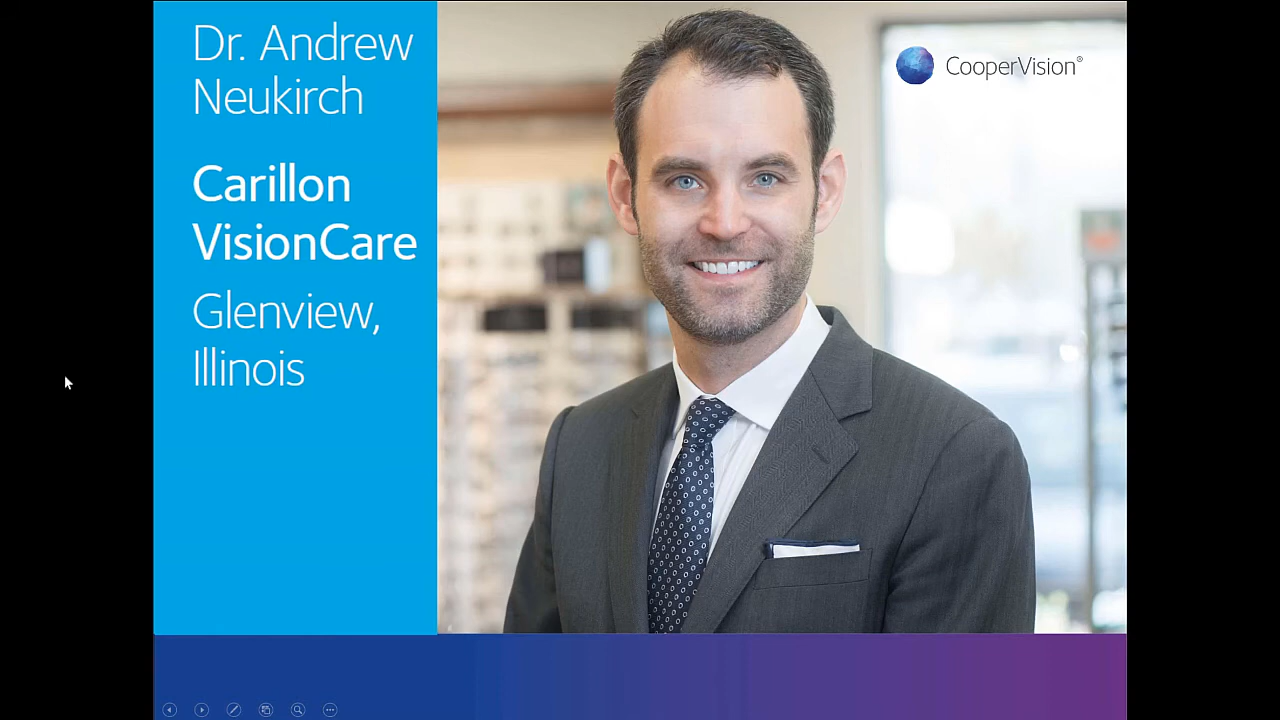 Dr. Andrew
Neukirch
Carillon
VisionCare
Glenview,
Illinois
CooperVision®